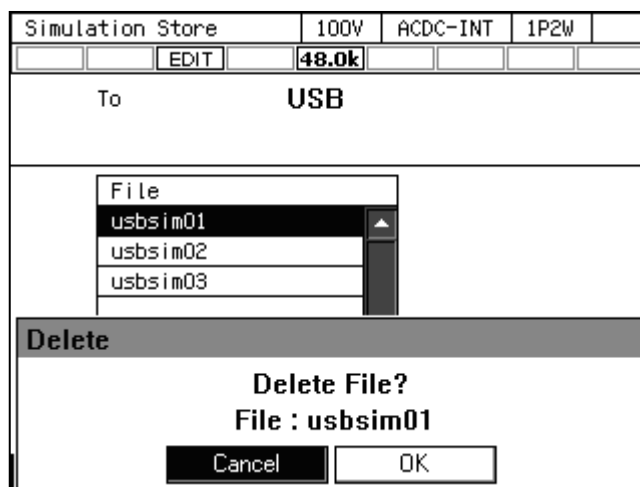 Simulation Store 100V ACDC-INT 1P2W
EDIT 48.0k
To USB
File
usbsim01
usbsim02
usbsim03
Delete
Delete File?
File : usbsim01
Cancel OK